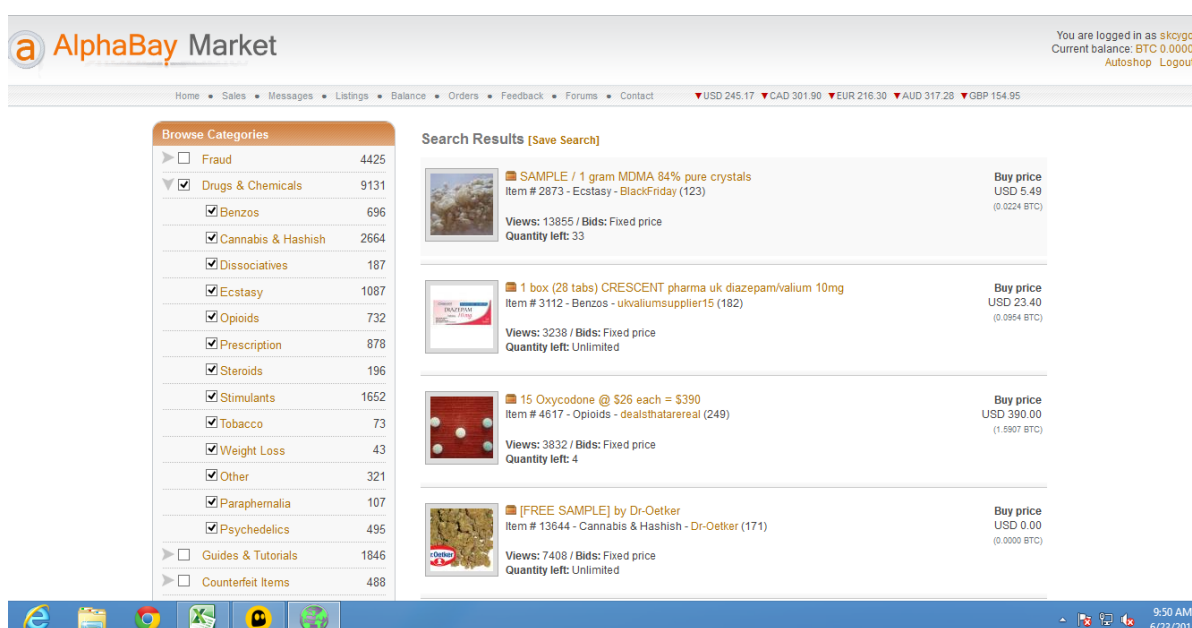 a AlphaBay Market
You are logged in as skcygo
Current balance: BTC 0.0000
Autoshop Logout
Home • Sales • Messages • Listings • Balance • Orders • Feedback • Forums • Contact ▼USD 245.17 ▼CAD 301.90 ▼EUR 216.30 ▼AUD 317.28 ▼GBP 154.95
Browse Categories
Fraud 4425
Drugs & Chemicals 9131
Benzos 696
Cannabis & Hashish 2664
Dissociatives 187
Ecstasy 1087
Opioids 732
Prescription 878
Steroids 196
Stimulants 1652
Tobacco 73
Weight Loss 43
Other 321
Paraphernalia 107
Psychedelics 495
Guides & Tutorials 1846
Counterfeit Items 488
Search Results [Save Search]
SAMPLE / 1 gram MDMA 84% pure crystals
Item # 2873 - Ecstasy - BlackFriday (123)
Views: 13855 / Bids: Fixed price
Quantity left: 33
Buy price
USD 5.49
(0.0224 BTC)
DIAZEPAM
10mg
1 box (28 tabs) CRESCENT pharma uk diazepam/valium 10mg
Item # 3112 - Benzos - ukvaliumsupplier15 (182)
Views: 3238 / Bids: Fixed price
Quantity left: Unlimited
Buy price
USD 23.40
(0.0954 BTC)
15 Oxycodone @ $26 each = $390
Item # 4617 - Opioids - dealsthatarereal (249)
Views: 3832 / Bids: Fixed price
Quantity left: 4
Buy price
USD 390.00
(1.5907 BTC)
Oetker
[FREE SAMPLE] by Dr-Oetker
Item # 13644 - Cannabis & Hashish - Dr-Oetker (171)
Views: 7408 / Bids: Fixed price
Quantity left: Unlimited
Buy price
USD 0.00
(0.0000 BTC)
9:50 AM
6/23/201